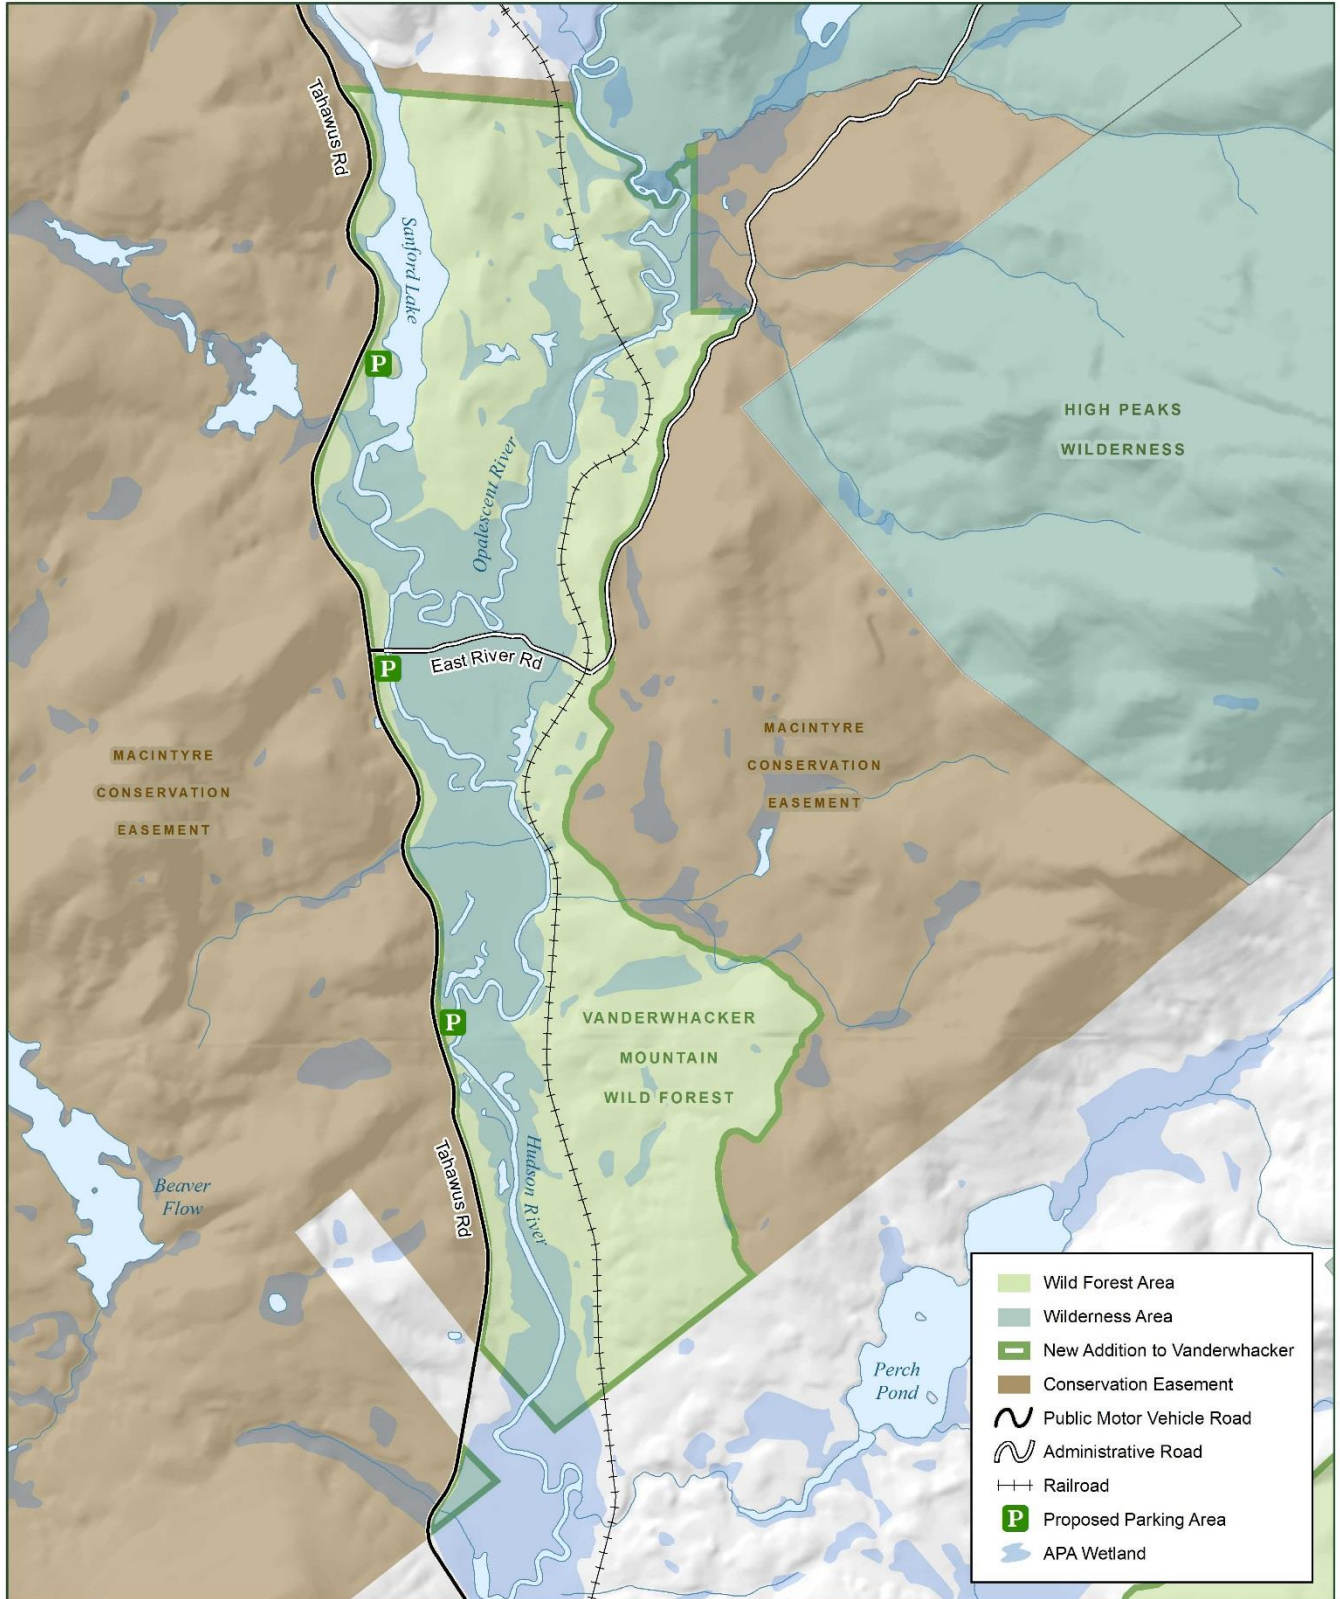 Tahawus Rd
Sanford Lake
HIGH PEAKS
WILDERNESS
P
Opalescent River
East River Rd
P
MACINTYRE
CONSERVATION
EASEMENT
MACINTYRE
CONSERVATION
EASEMENT
P
VANDERWHACKER
MOUNTAIN
WILD FOREST
Beaver
Flow
Tahawus Rd
Hudson River
Perch
Pond
Wild Forest Area
Wilderness Area
New Addition to Vanderwhacker
Conservation Easement
Public Motor Vehicle Road
Administrative Road
Railroad
P Proposed Parking Area
APA Wetland